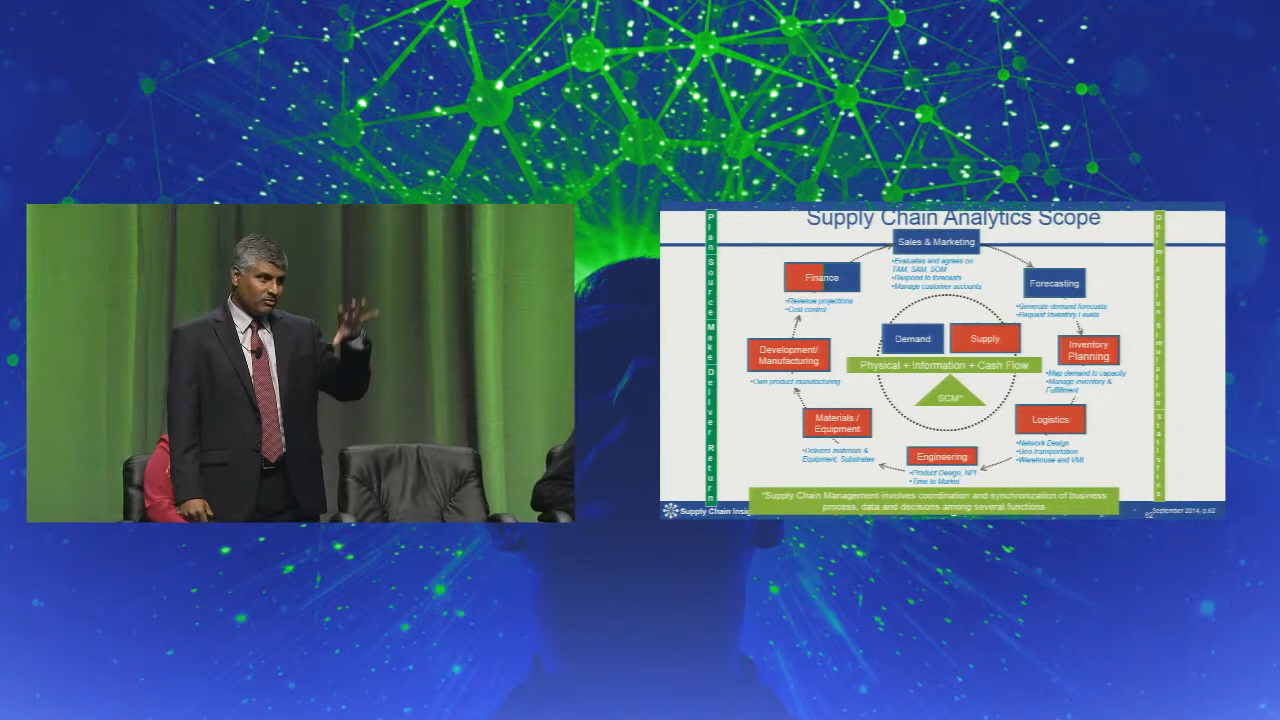 Supply Chain Analytics Scope
Plan Source Make Deliver Return
Sales & Marketing
•Evaluates and agrees on
TAM, SAM, SOM
•Respond to forecasts
•Manage customer accounts
Finance
•Revenue projections
•Cost control
Forecasting
•Generate demand forecasts
•Request Inventory Levels
Demand
Supply
Physical + Information + Cash Flow
SCM*
Development/
Manufacturing
•Own product manufacturing
Inventory
Planning
•Map demand to capacity
•Manage inventory &
Fulfillment
Materials /
Equipment
•Delivers materials &
Equipment, Substrates
Logistics
•Network Design
•Geo transportation
•Warehouse and VMI
Engineering
•Product Design, NPI
•Time to Market
Optimization Simulation Statistics
*Supply Chain Management involves coordination and synchronization of business
process, data and decisions among several functions
Supply Chain Insig
62
September 2014, p.62